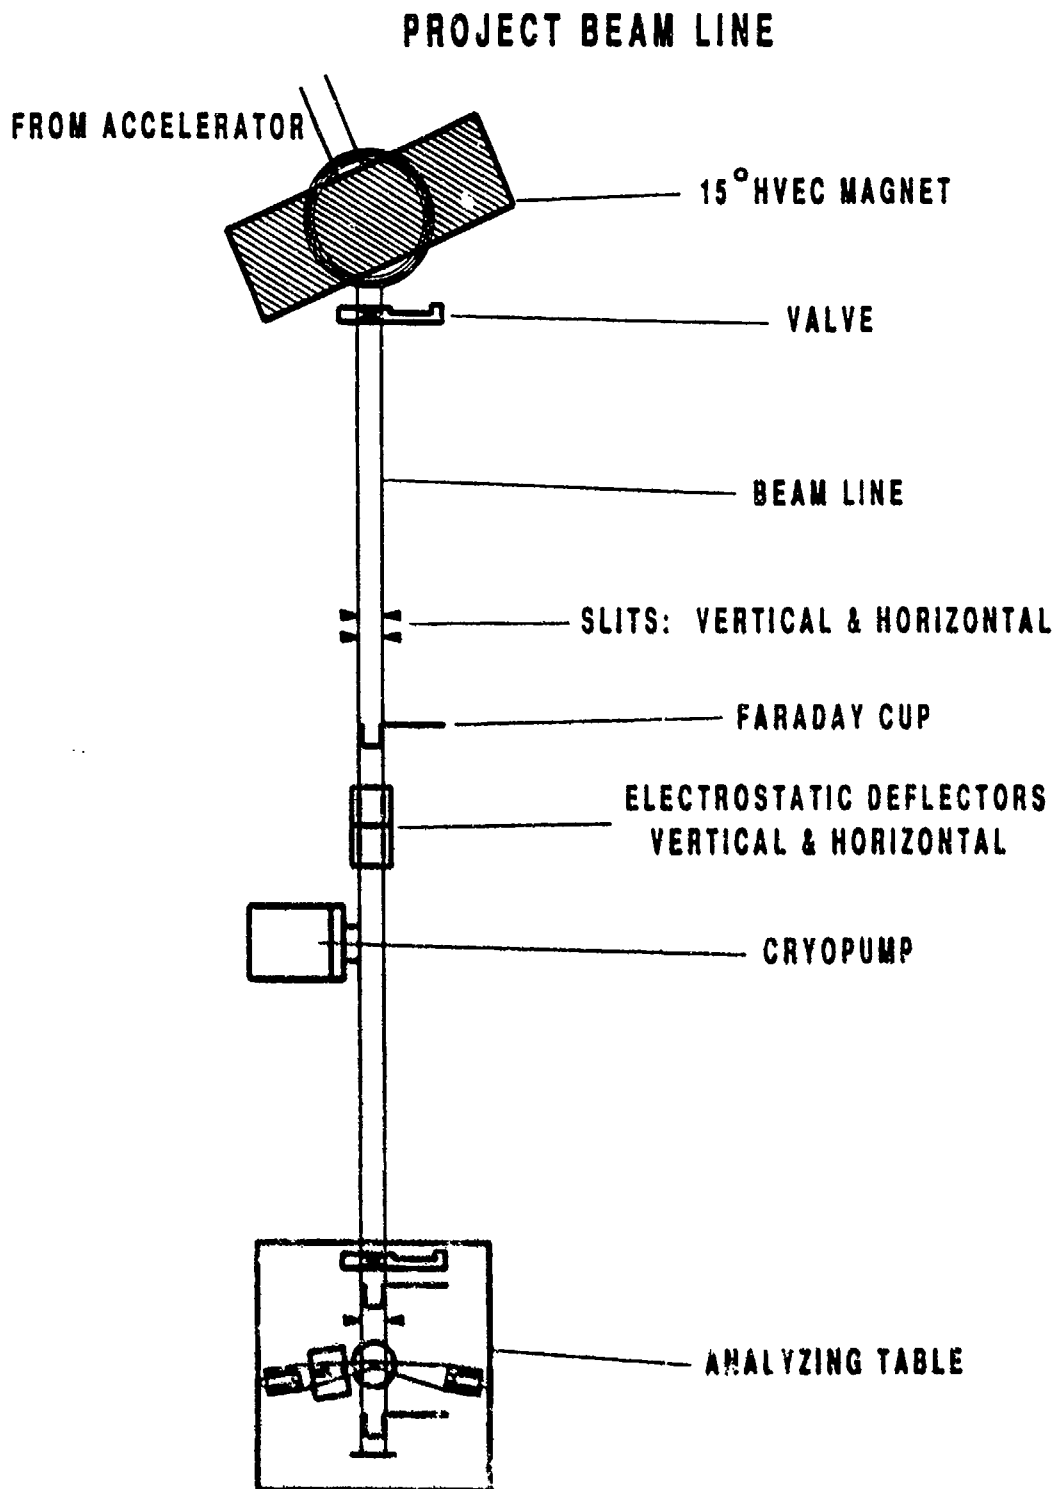 PROJECT BEAM LINE
FROM ACCELERATOR
15° HVEC MAGNET
VALVE
BEAM LINE
SLITS: VERTICAL & HORIZONTAL
FARADAY CUP
ELECTROSTATIC DEFLECTORS
VERTICAL & HORIZONTAL
CRYOPUMP
ANALYZING TABLE